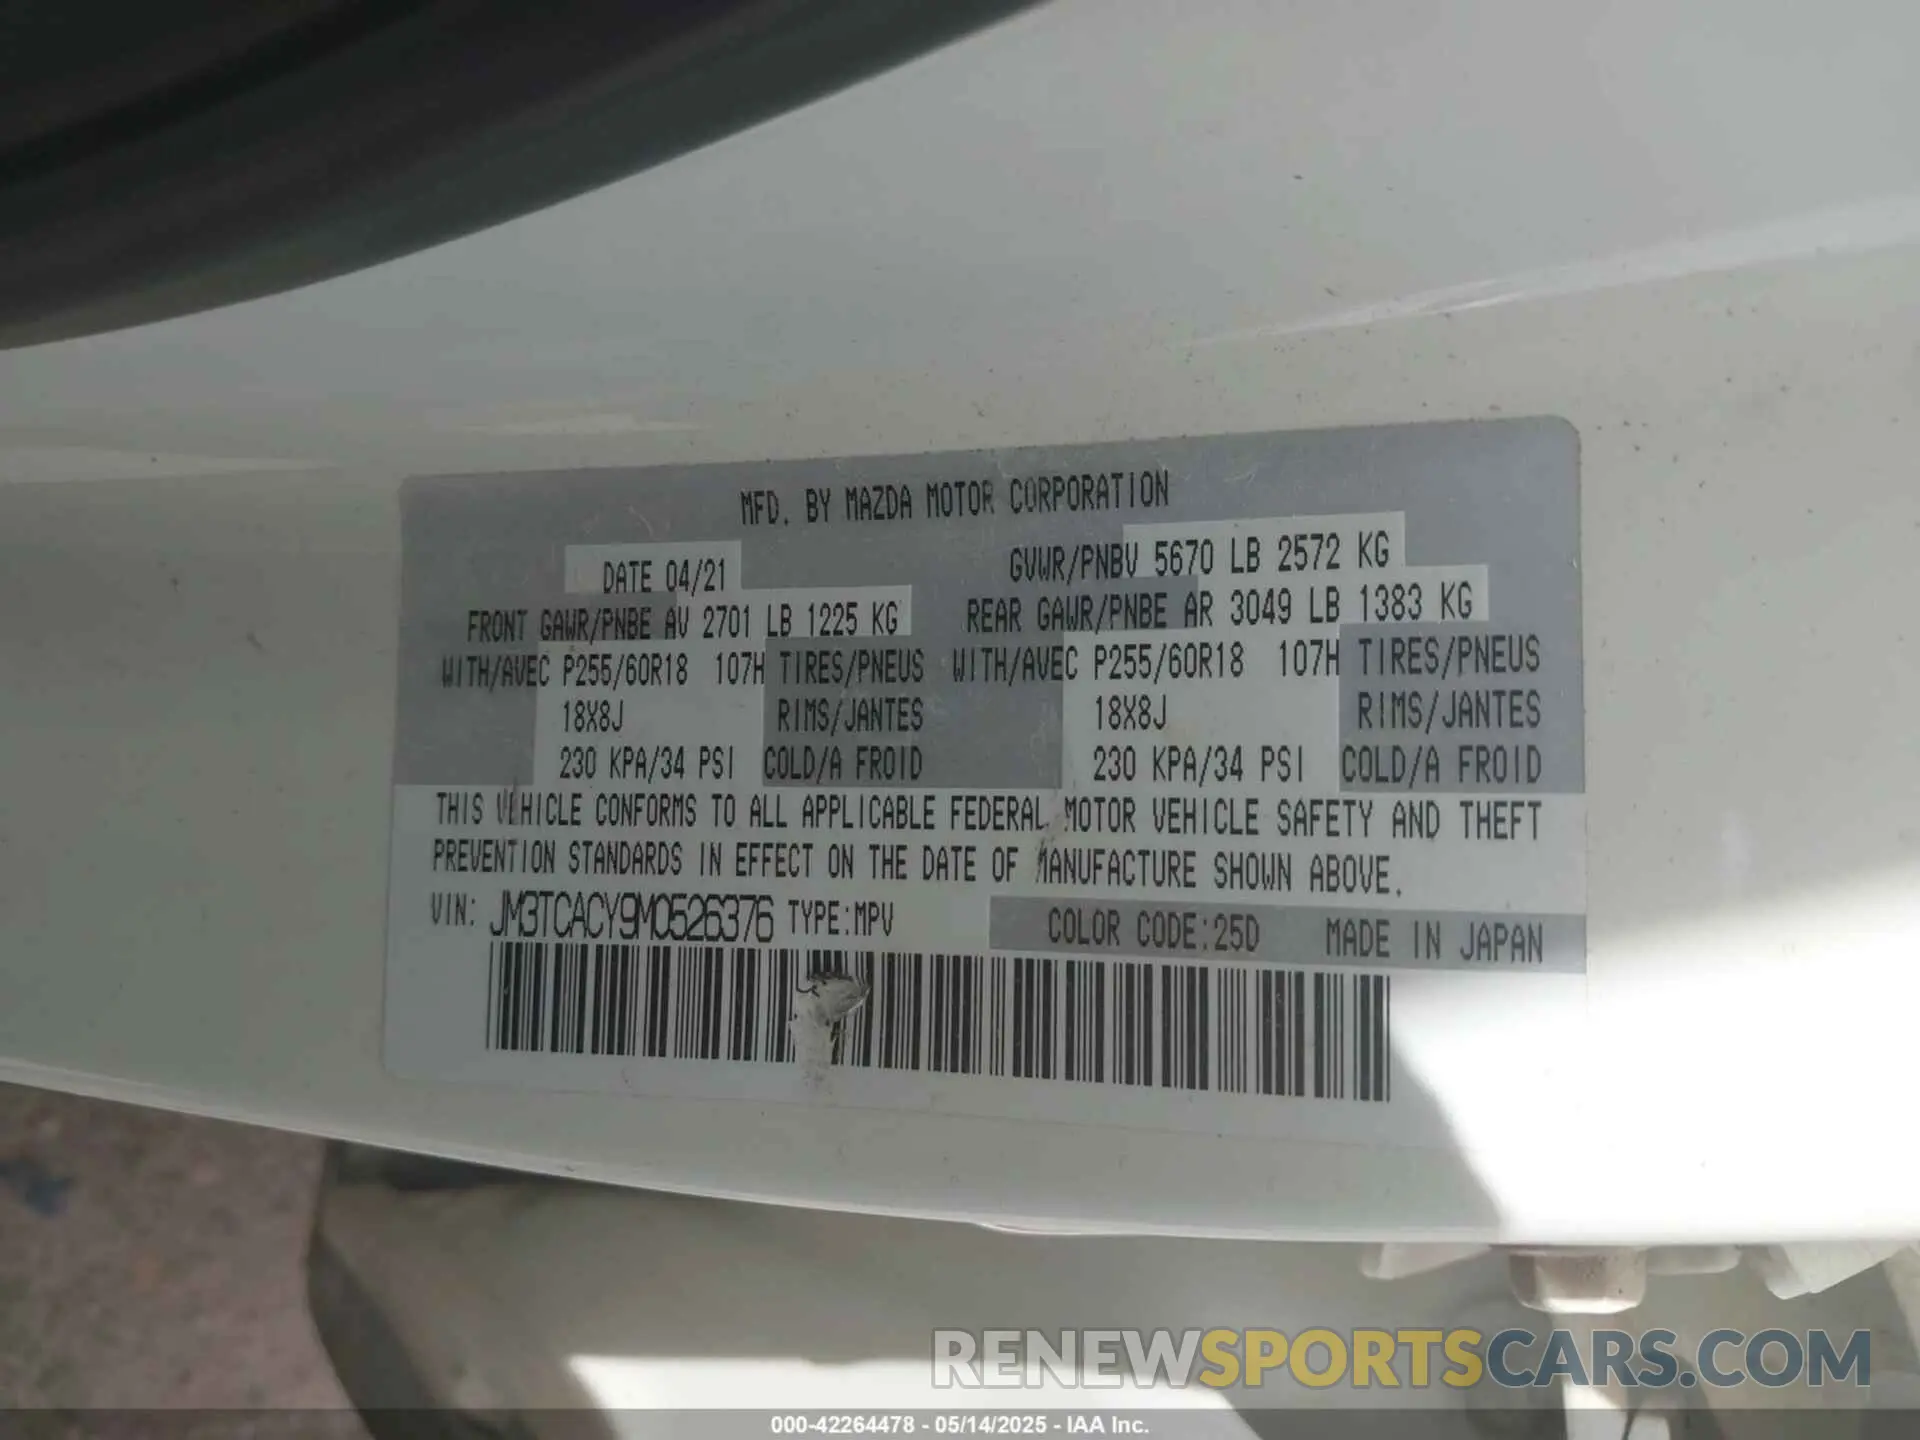 MFD. BY MAZDA MOTOR CORPORATION
DATE 04/21 GVWR/PNBV 5670 LB 2572 KG
FRONT GAWR/PNBE AV 2701 LB 1225 KG REAR GAWR/PNBE AR 3049 LB 1383 KG
WITH/AVEC P255/60R18 107H TIRES/PNEUS WITH/AVEC P255/60R18 107H TIRES/PNEUS
18X8J RIMS/JANTES 18X8J RIMS/JANTES
230 KPA/34 PSI COLD/A FROID 230 KPA/34 PSI COLD/A FROID
THIS VEHICLE CONFORMS TO ALL APPLICABLE FEDERAL MOTOR VEHICLE SAFETY AND THEFT
PREVENTION STANDARDS IN EFFECT ON THE DATE OF MANUFACTURE SHOWN ABOVE.
VIN: JM3TCACY9M0526376 TYPE:MPV COLOR CODE:25D MADE IN JAPAN
RENEWSPORTSCARS.COM
000-42264478 - 05/14/2025 - IAA Inc.